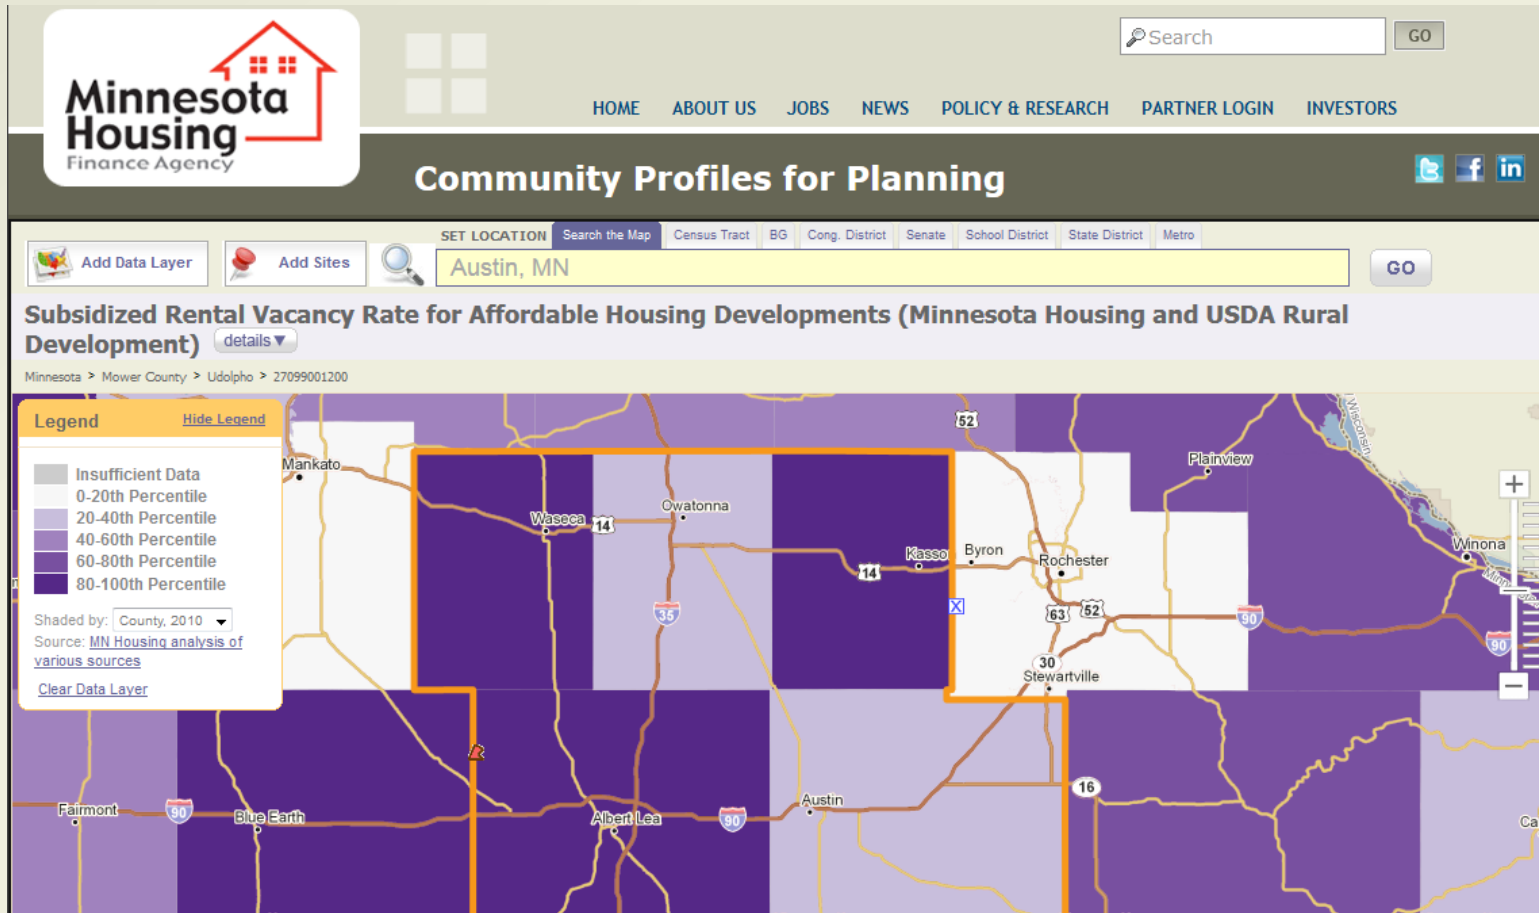 Minnesota
Housing
Finance Agency
Search
GO
HOME ABOUT US JOBS NEWS POLICY & RESEARCH PARTNER LOGIN INVESTORS
Community Profiles for Planning
Add Data Layer
Add Sites
SET LOCATION Search the Map Census Tract BG Cong. District Senate School District State District Metro
Austin, MN
GO
Subsidized Rental Vacancy Rate for Affordable Housing Developments (Minnesota Housing and USDA Rural
Development) details ▼
Minnesota > Mower County > Udolpho > 27099001200
Legend Hide Legend
Insufficient Data
0-20th Percentile
20-40th Percentile
40-60th Percentile
60-80th Percentile
80-100th Percentile
Shaded by: County, 2010
Source: MN Housing analysis of
various sources
Clear Data Layer
52
Wisconsin
Mankato
Plainview
Owatonna
Waseca
14
Winona
Kasso
Byron
Rochester
14
35
63
52
90
90
30
Stewartville
16
Fairmont
90
Blue Earth
Albert Lea
90
Austin
Ca